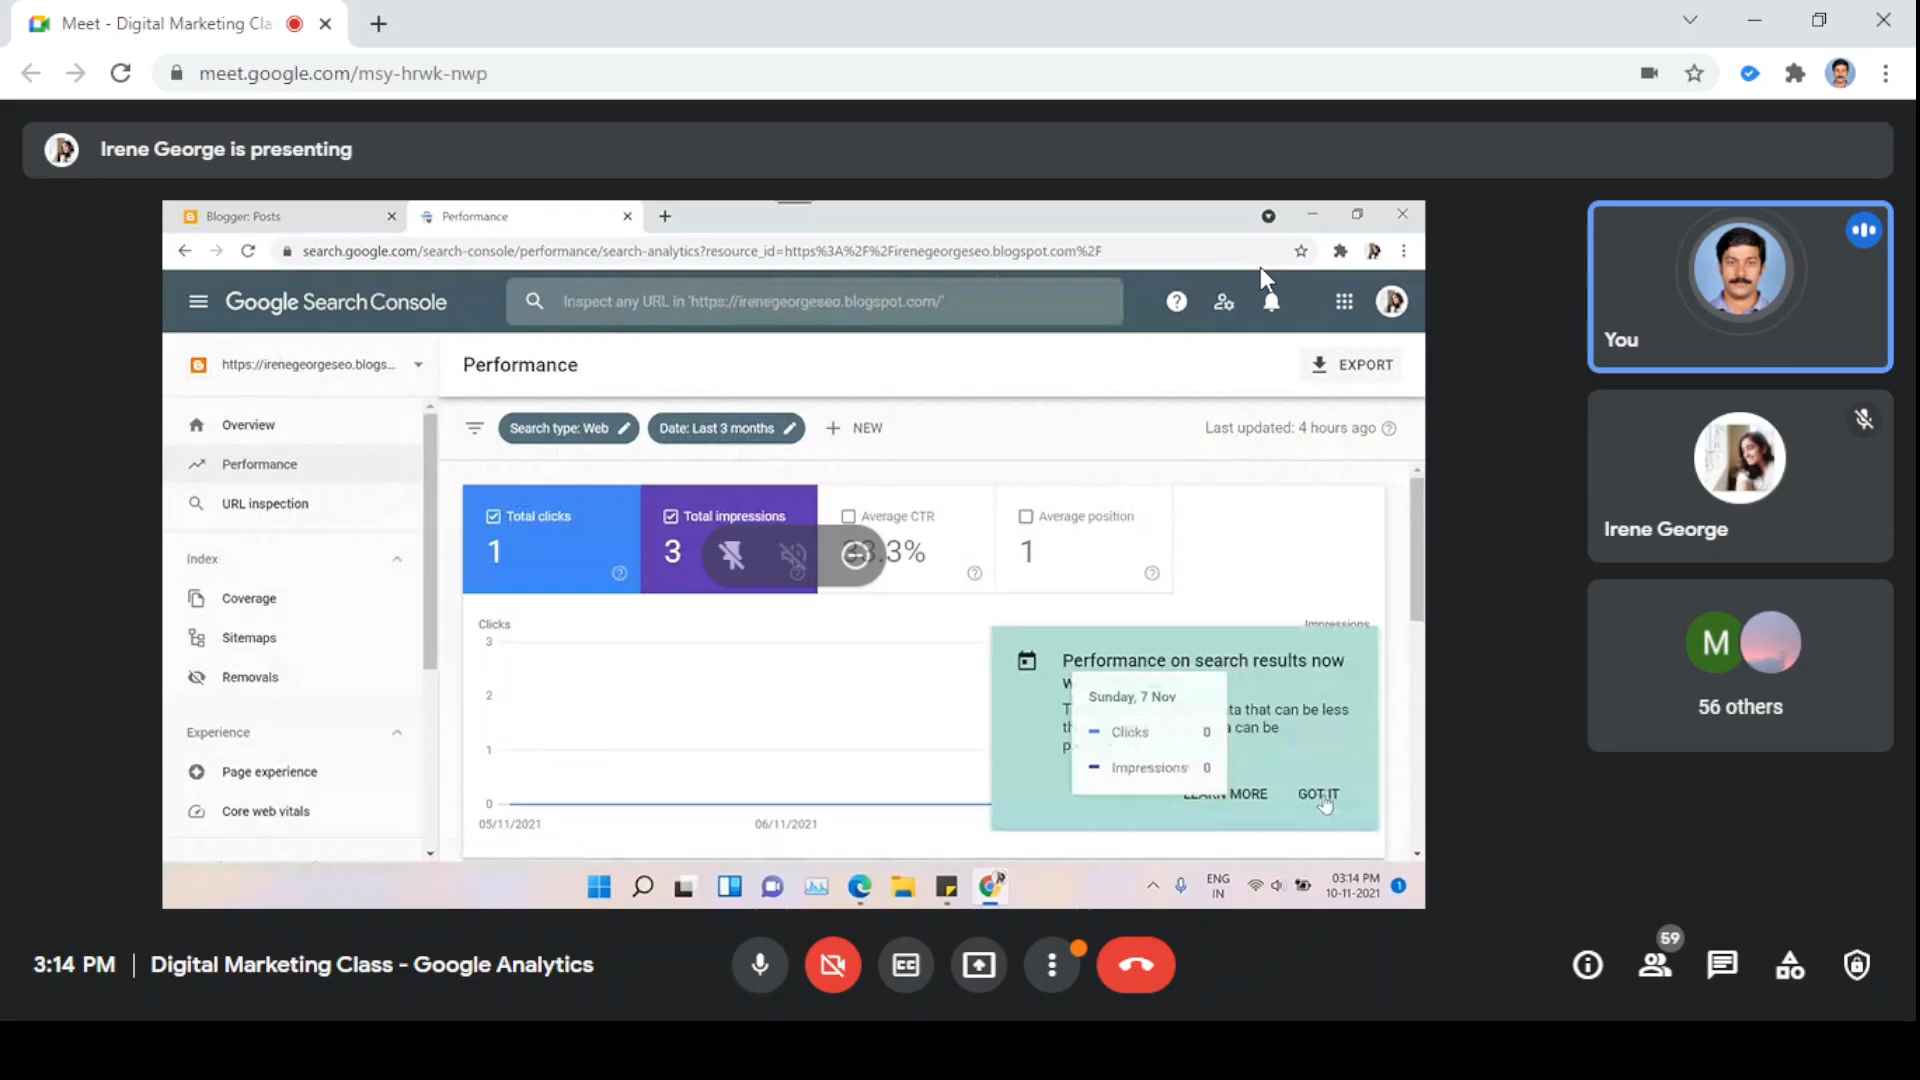 Meet - Digital Marketing Cla
meet.google.com/msy-hrwk-nwp
Irene George is presenting
Blogger: Posts
Performance
search.google.com/search-console/performance/search-analytics?resource_id=https%3A%2F%2Firenegeorgeseo.blogspot.com%2F
Google Search Console
Inspect any URL in 'https://irenegeorgeseo.blogspot.com/'
https://irenegeorgeseo.blogs...
Performance
EXPORT
Overview
Performance
URL inspection
Index
Coverage
Sitemaps
Removals
Experience
Page experience
Core web vitals
Search type: Web
Date: Last 3 months
NEW
Last updated: 4 hours ago
Total clicks
1
Total impressions
3
Average CTR
33.3%
Average position
1
Clicks
Impressions
3
2
1
0
05/11/2021
06/11/2021
Performance on search results now
Sunday, 7 Nov
Clicks 0
Impressions 0
that can be less
can be
LEARN MORE
GOT IT
ENG
IN
03:14 PM
10-11-2021
1
You
Irene George
M
56 others
3:14 PM
Digital Marketing Class - Google Analytics
CC
59